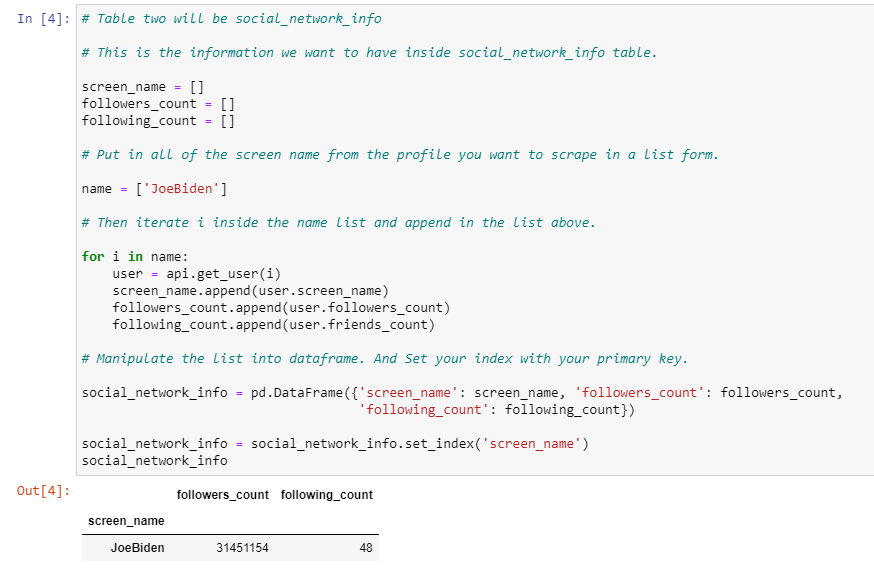 In [4]: # Table two will be social_network_info
# This is the information we want to have inside social_network_info table.
screen_name = []
followers_count = []
following_count = []
# Put in all of the screen name from the profile you want to scrape in a list form.
name = ['JoeBiden']
# Then iterate i inside the name list and append in the list above.
for i in name:
    user = api.get_user(i)
    screen_name.append(user.screen_name)
    followers_count.append(user.followers_count)
    following_count.append(user.friends_count)
# Manipulate the list into dataframe. And Set your index with your primary key.
social_network_info = pd.DataFrame({'screen_name': screen_name, 'followers_count': followers_count,
                                    'following_count': following_count})
social_network_info = social_network_info.set_index('screen_name')
social_network_info
Out[4]:
followers_count following_count
screen_name
JoeBiden 31451154 48